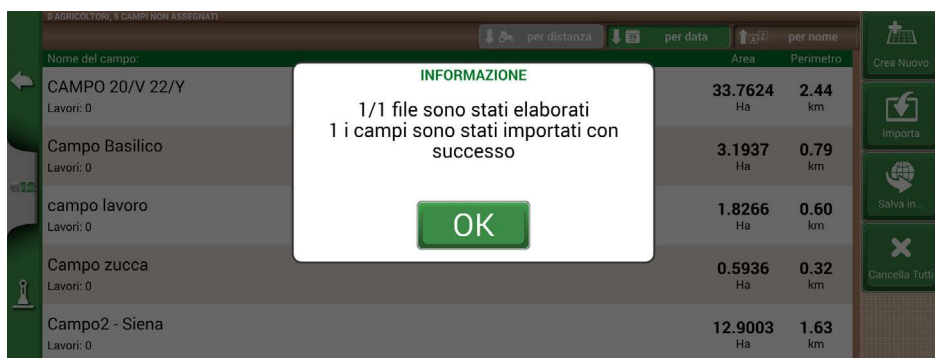 0 AGRICOLTORI, 5 CAMPI NON ASSEGNATI
per distanza per data per nome
Nome del campo: Area Perimetro
CAMPO 20/V 22/Y 33.7624 2.44
Lavori: 0 Ha km
Campo Basilico 3.1937 0.79
Lavori: 0 Ha km
campo lavoro 1.8266 0.60
Lavori: 0 Ha km
Campo zucca 0.5936 0.32
Lavori: 0 Ha km
Campo2 - Siena 12.9003 1.63
Lavori: 0 Ha km
INFORMAZIONE
1/1 file sono stati elaborati
1 i campi sono stati importati con
successo
OK
Crea Nuovo
Importa
Salva in...
Cancella Tutti
12